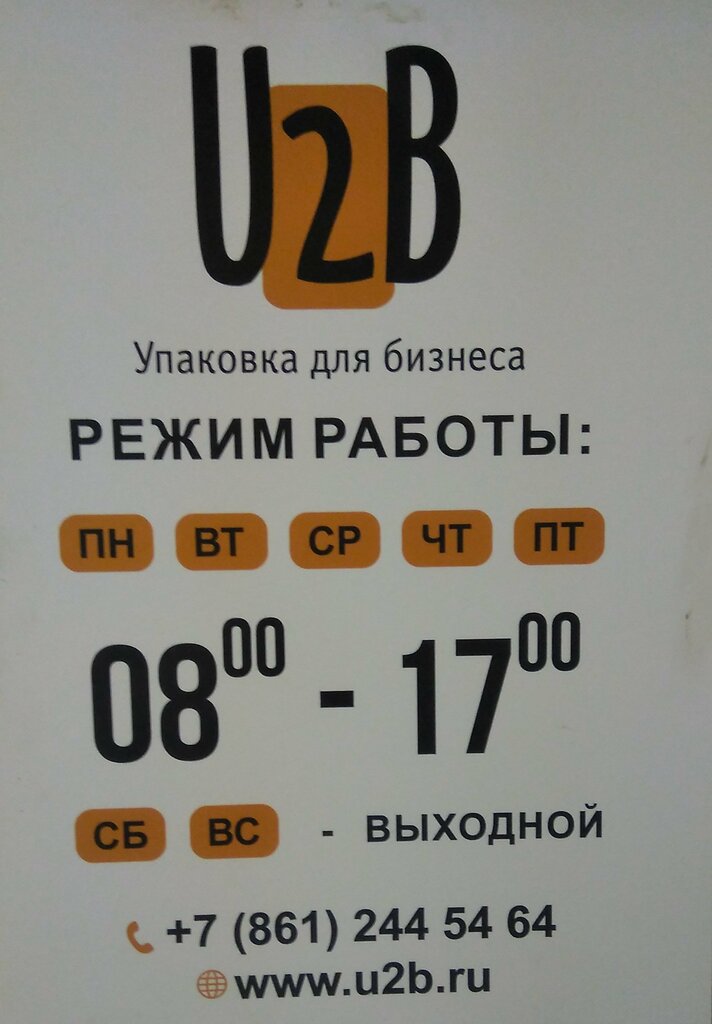 U2B
Упаковка для бизнеса
РЕЖИМ РАБОТЫ:
ПН ВТ СР ЧТ ПТ
08⁰⁰ - 17⁰⁰
СБ ВС - ВЫХОДНОЙ
+7 (861) 244 54 64
www.u2b.ru